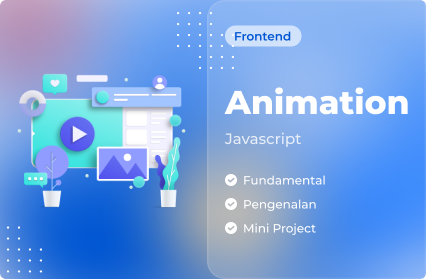 Frontend
Animation
Javascript
Fundamental
Pengenalan
Mini Project